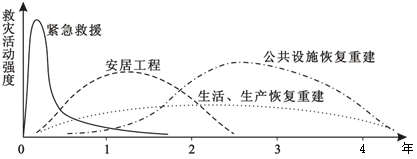 救灾活动强度
紧急救援
安居工程
公共设施恢复重建
生活、生产恢复重建
0 1 2 3 4 年